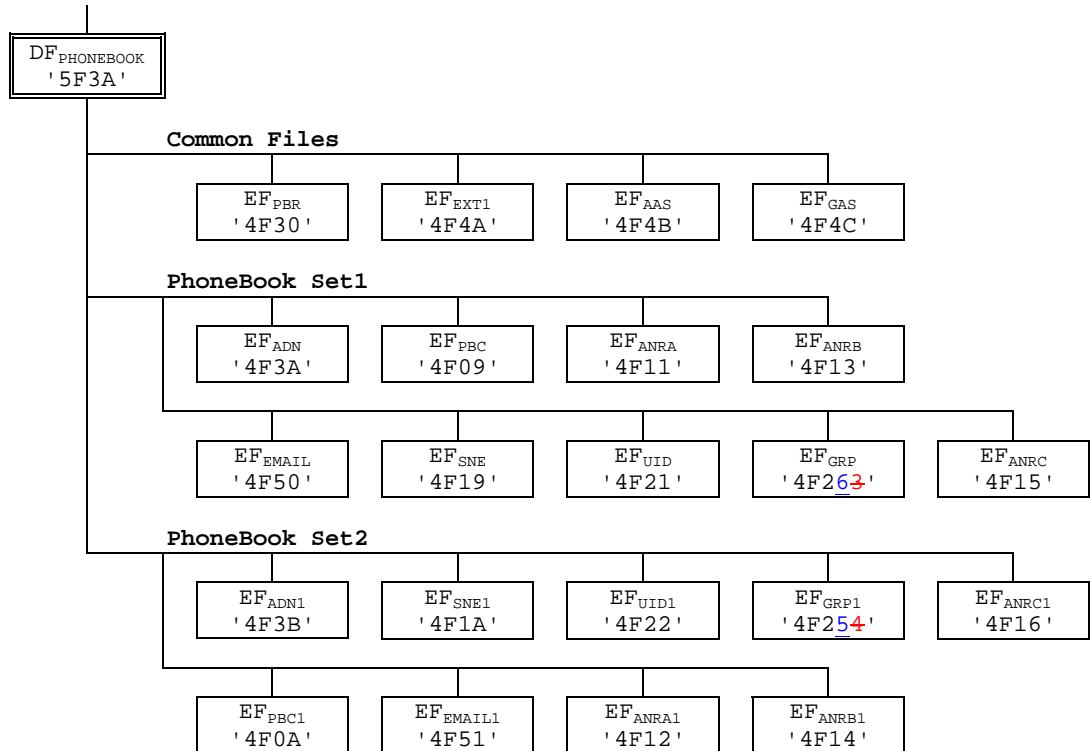 DFPHONEBOOK
'5F3A'
Common Files
EFPBR EFEXT1 EFAAS EFGAS
'4F30' '4F4A' '4F4B' '4F4C'
PhoneBook Set1
EFADN EFPBC EFANRA EFANRB
'4F3A' '4F09' '4F11' '4F13'
EFEMAIL EFSNE EFUID EFGRP EFANRC
'4F50' '4F19' '4F21' '4F263' '4F15'
PhoneBook Set2
EFADN1 EFSNE1 EFUID1 EFGRP1 EFANRC1
'4F3B' '4F1A' '4F22' '4F254' '4F16'
EFPBC1 EFEMAIL1 EFANRA1 EFANRB1
'4F0A' '4F51' '4F12' '4F14'